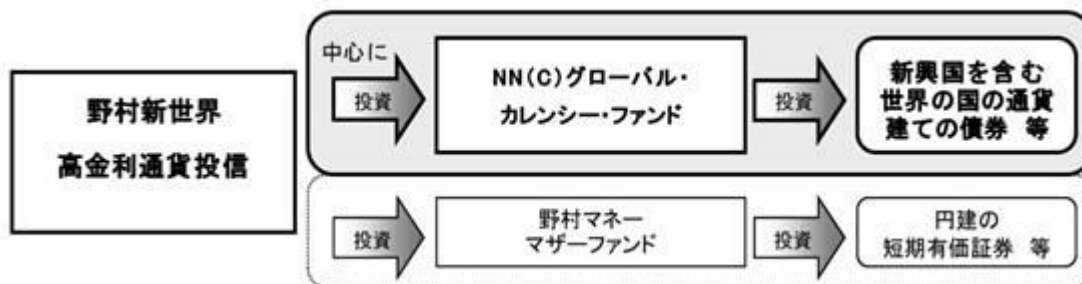 野村新世界
高金利通貨投信
中心に
投資
NN(C)グローバル・
カレンシー・ファンド
投資
新興国を含む
世界の国の通貨
建ての債券 等
投資
野村マネー
マザーファンド
投資
円建の
短期有価証券 等